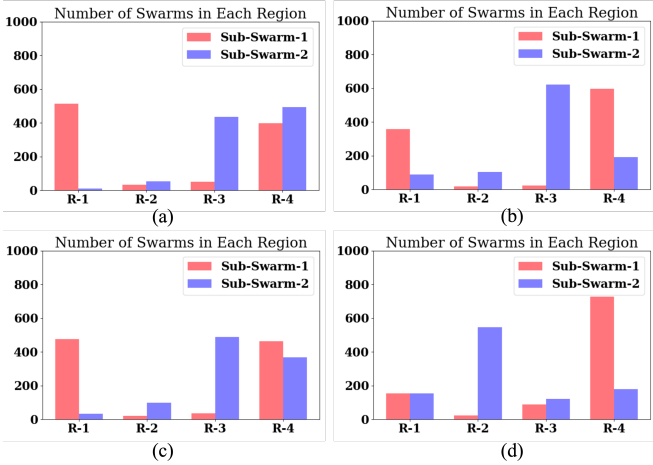 Number of Swarms in Each Region
1000
800
600
400
200
0
Sub-Swarm-1
Sub-Swarm-2
R-1 R-2 R-3 R-4
(a)
Number of Swarms in Each Region
1000
800
600
400
200
0
Sub-Swarm-1
Sub-Swarm-2
R-1 R-2 R-3 R-4
(b)
Number of Swarms in Each Region
1000
800
600
400
200
0
Sub-Swarm-1
Sub-Swarm-2
R-1 R-2 R-3 R-4
(c)
Number of Swarms in Each Region
1000
800
600
400
200
0
Sub-Swarm-1
Sub-Swarm-2
R-1 R-2 R-3 R-4
(d)